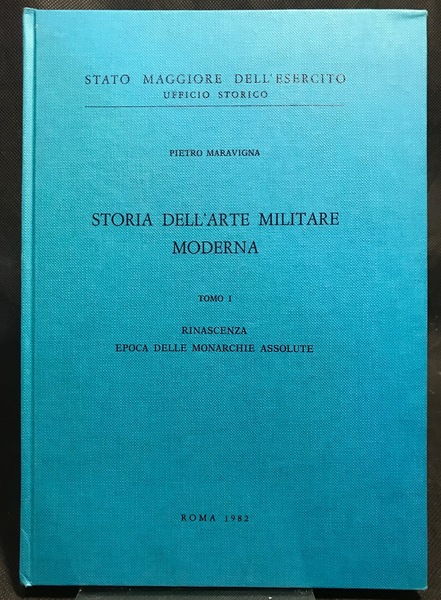 STATO MAGGIORE DELL'ESERCITO
UFFICIO STORICO
PIETRO MARAVIGNA
STORIA DELL'ARTE MILITARE
MODERNA
TOMO I
RINASCENZA
EPOCA DELLE MONARCHIE ASSOLUTE
ROMA 1982